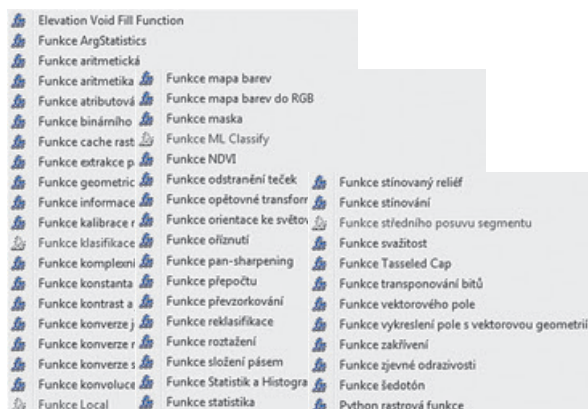 Elevation Void Fill Function
Funkce ArgStatistics
Funkce aritmetická
Funkce aritmetika
Funkce atributová
Funkce binárního
Funkce cache rast
Funkce extrakce p
Funkce geometric
Funkce informace
Funkce kalibrace r
Funkce klasifikace
Funkce komplexní
Funkce konstanta
Funkce kontrast a
Funkce konverze j
Funkce konverze r
Funkce konverze s
Funkce konvoluce
Funkce Local
Funkce mapa barev
Funkce mapa barev do RGB
Funkce maska
Funkce ML Classify
Funkce NDVI
Funkce odstranění teček
Funkce opětovné transforr
Funkce orientace ke světov
Funkce oříznutí
Funkce pan-sharpening
Funkce přepočtu
Funkce převzorkování
Funkce reklasifikace
Funkce roztažení
Funkce složení pásem
Funkce Statistik a Histogra
Funkce statistika
Funkce stínovaný reliéf
Funkce stínování
Funkce středního posuvu segmentu
Funkce svažitost
Funkce Tasseled Cap
Funkce transponování bitů
Funkce vektorového pole
Funkce vykreslení pole s vektorovou geometrií
Funkce zakřivení
Funkce zjevné odrazivosti
Funkce šedotón
Python rastrová funkce